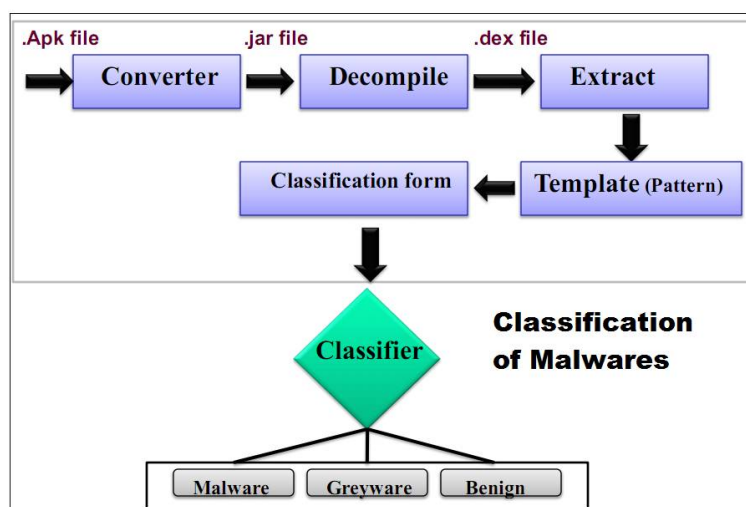 .Apk file
.jar file
.dex file
Converter
Decompile
Extract
Classification form
Template (Pattern)
Classifier
Classification
of Malwares
Malware
Greyware
Benign